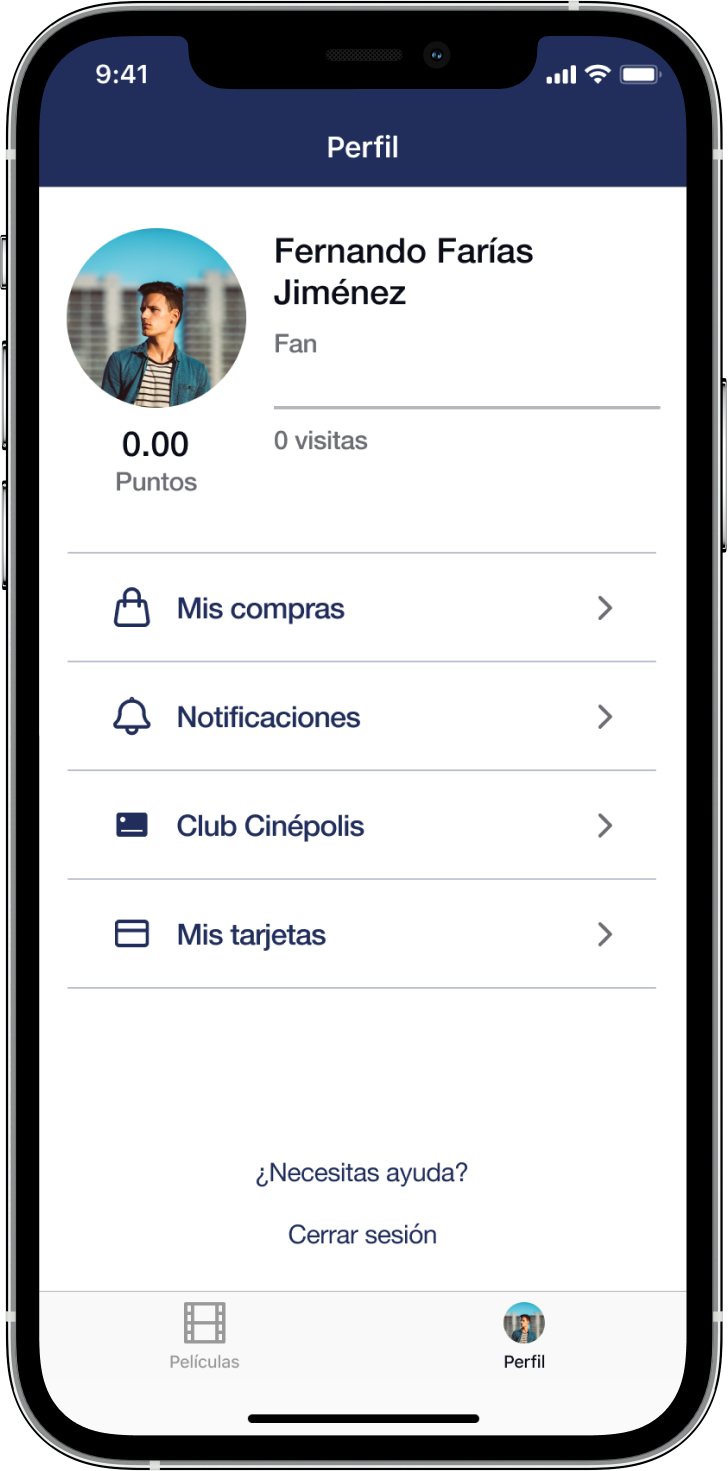 9:41
Perfil
Fernando Farías
Jiménez
Fan
0 visitas
0.00
Puntos
Mis compras
Notificaciones
Club Cinépolis
Mis tarjetas
¿Necesitas ayuda?
Cerrar sesión
Películas
Perfil